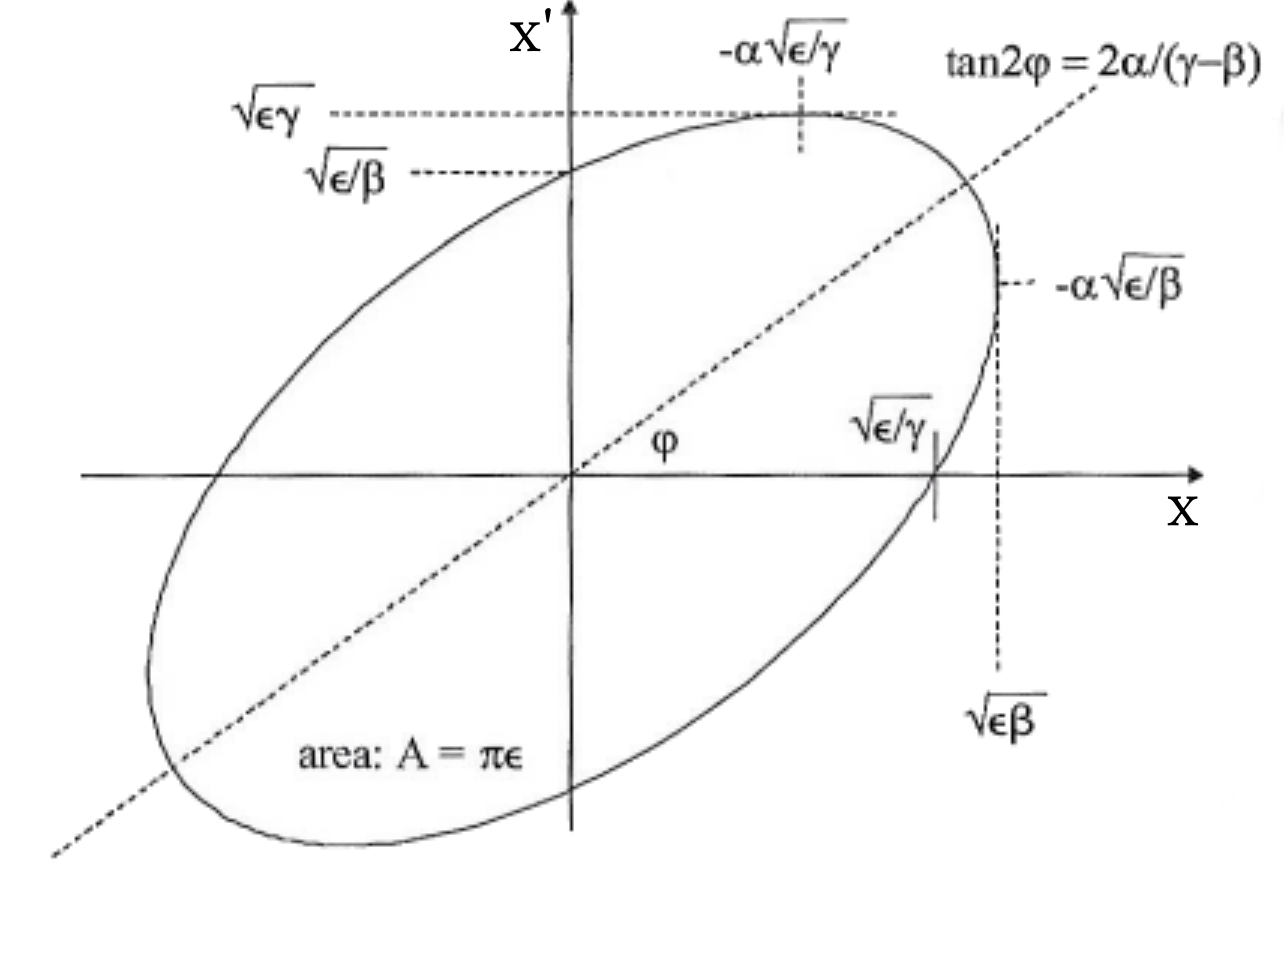 x'
-α√ϵ/γ
tan2φ = 2α/(γ–β)
√ϵγ
√ϵ/β
-α√ϵ/β
√ϵ/γ
φ
x
√ϵβ
area: A = πϵ